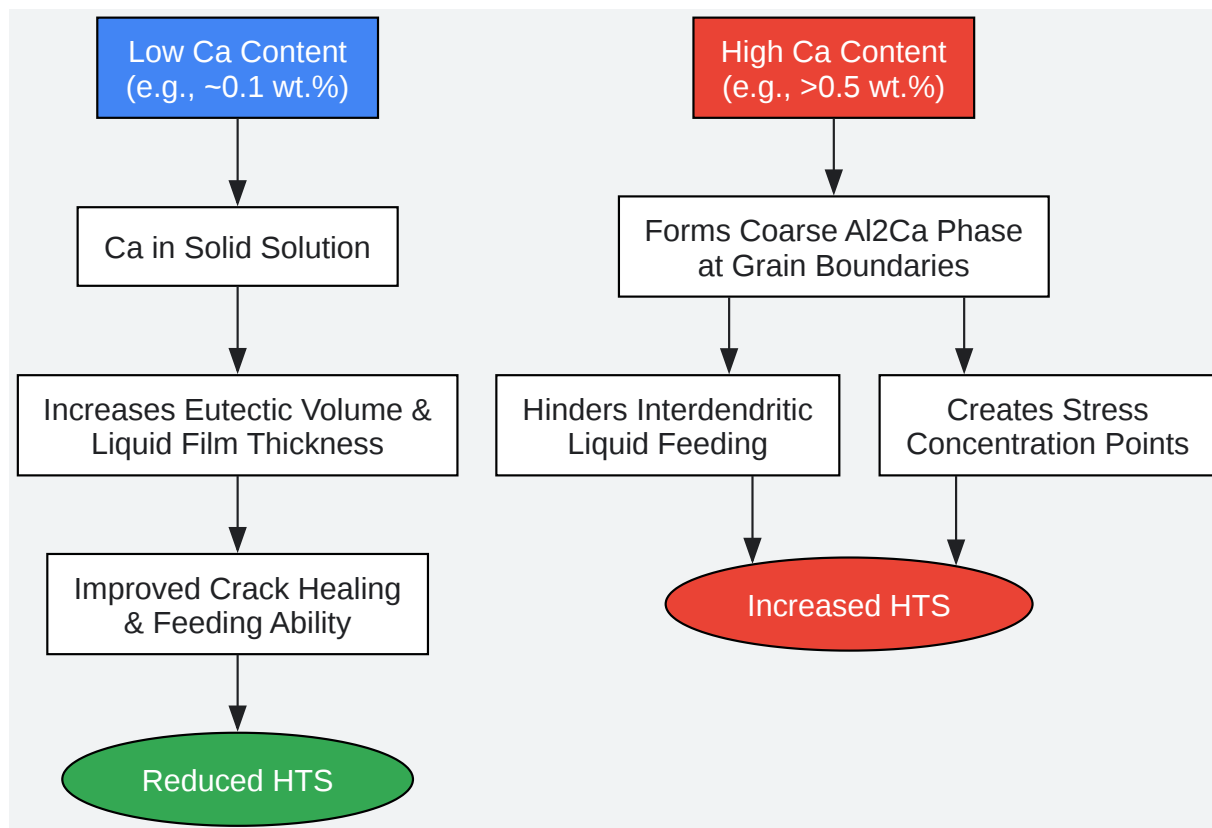 Low Ca Content
(e.g., ~0.1 wt.%)
Ca in Solid Solution
Increases Eutectic Volume &
Liquid Film Thickness
Improved Crack Healing
& Feeding Ability
Reduced HTS
High Ca Content
(e.g., >0.5 wt.%)
Forms Coarse Al2Ca Phase
at Grain Boundaries
Hinders Interdendritic
Liquid Feeding
Creates Stress
Concentration Points
Increased HTS